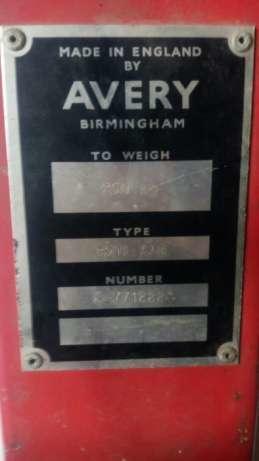 MADE IN ENGLAND
BY
AVERY
BIRMINGHAM
TO WEIGH
TYPE
NUMBER